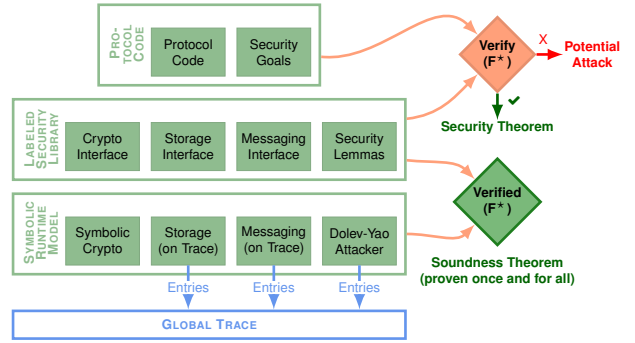 PRO-
TOCOL
CODE
Protocol
Code
Security
Goals
Verify
(F★)
X
Potential
Attack
✔
Security Theorem
LABELED
SECURITY
LIBRARY
Crypto
Interface
Storage
Interface
Messaging
Interface
Security
Lemmas
Verified
(F★)
Soundness Theorem
(proven once and for all)
SYMBOLIC
RUNTIME
MODEL
Symbolic
Crypto
Storage
(on Trace)
Messaging
(on Trace)
Dolev-Yao
Attacker
Entries
Entries
Entries
GLOBAL TRACE